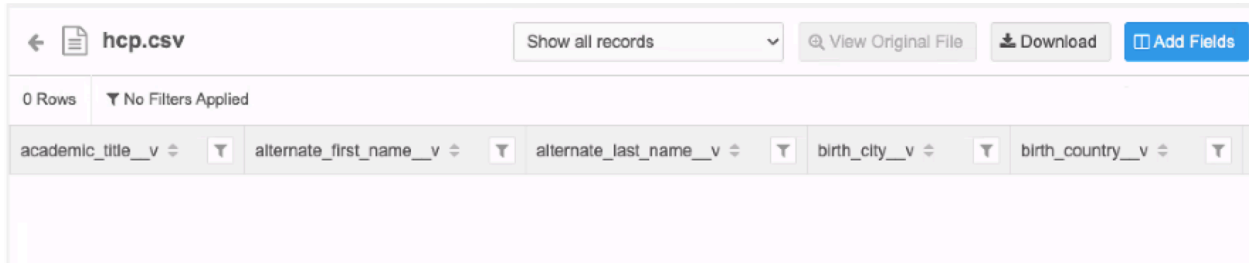 hcp.csv Show all records View Original File Download Add Fields
0 Rows No Filters Applied
academic_title__v alternate_first_name__v alternate_last_name__v birth_city__v birth_country__v